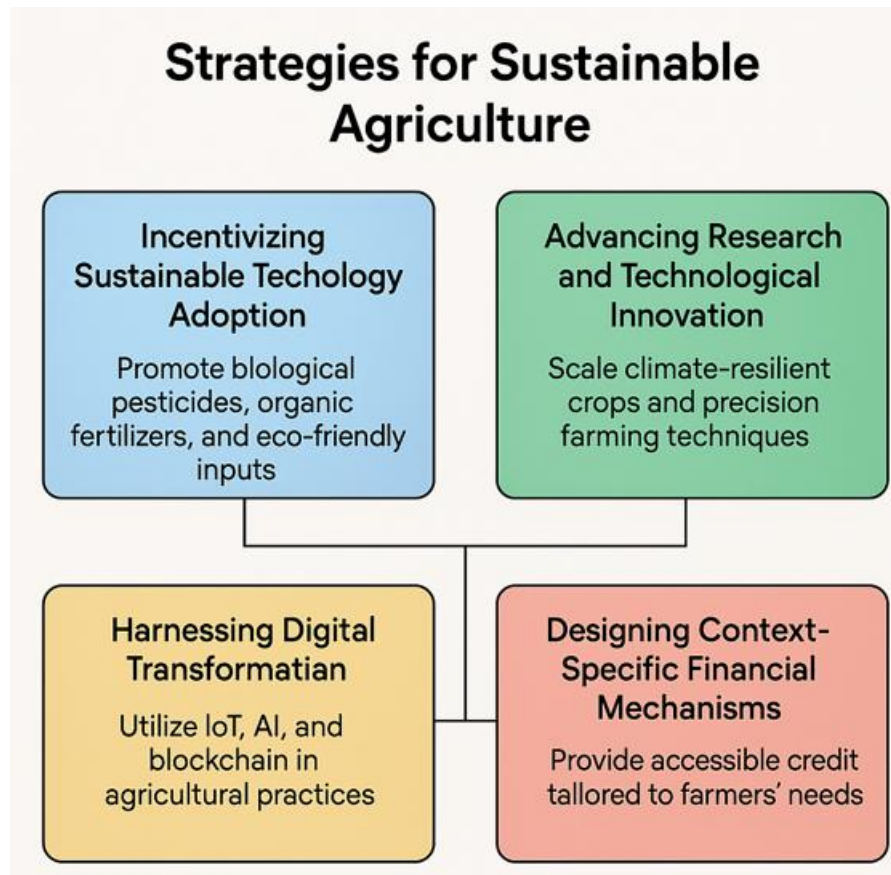 Strategies for Sustainable
Agriculture
Incentivizing
Sustainable Techology
Adoption
Promote blological
pesticides, organic
fertilizers, and eco-friendly
inputs
Advancing Research
and Technological
Innovation
Scale climate-resilient
crops and precision
farming techniques
Harnessing Digital
Transformatian
Utilize loT, AI, and
blockchain in
agricultural practices
Designing Context-
Specific Financial
Mechanisms
Provide accessible credit
tailored to farmers’ needs